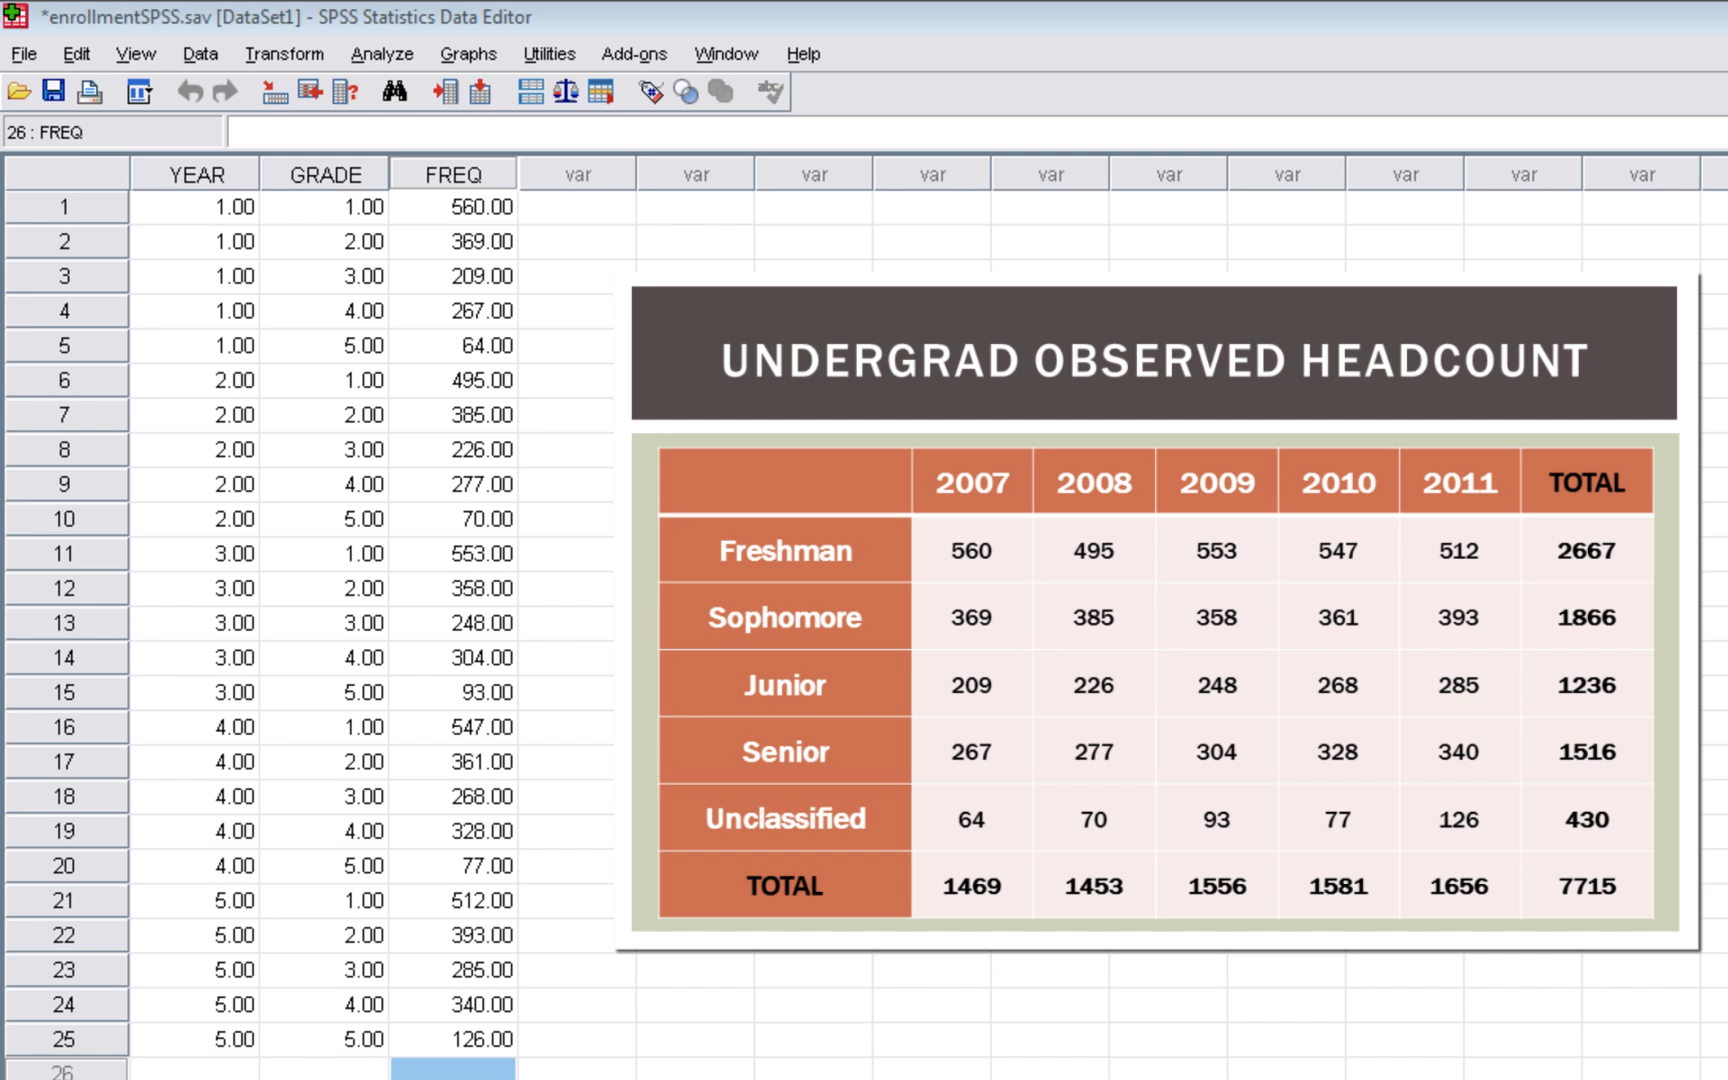 *enrollmentSPSS.sav [DataSet1] - SPSS Statistics Data Editor
File Edit View Data Transform Analyze Graphs Utilities Add-ons Window Help
26 : FREQ
YEAR GRADE FREQ var var var var var var var var var var
1 1.00 1.00 560.00
2 1.00 2.00 369.00
3 1.00 3.00 209.00
4 1.00 4.00 267.00
5 1.00 5.00 64.00
6 2.00 1.00 495.00
7 2.00 2.00 385.00
8 2.00 3.00 226.00
9 2.00 4.00 277.00
10 2.00 5.00 70.00
11 3.00 1.00 553.00
12 3.00 2.00 358.00
13 3.00 3.00 248.00
14 3.00 4.00 304.00
15 3.00 5.00 93.00
16 4.00 1.00 547.00
17 4.00 2.00 361.00
18 4.00 3.00 268.00
19 4.00 4.00 328.00
20 4.00 5.00 77.00
21 5.00 1.00 512.00
22 5.00 2.00 393.00
23 5.00 3.00 285.00
24 5.00 4.00 340.00
25 5.00 5.00 126.00
26
UNDERGRAD OBSERVED HEADCOUNT
2007 2008 2009 2010 2011 TOTAL
Freshman 560 495 553 547 512 2667
Sophomore 369 385 358 361 393 1866
Junior 209 226 248 268 285 1236
Senior 267 277 304 328 340 1516
Unclassified 64 70 93 77 126 430
TOTAL 1469 1453 1556 1581 1656 7715